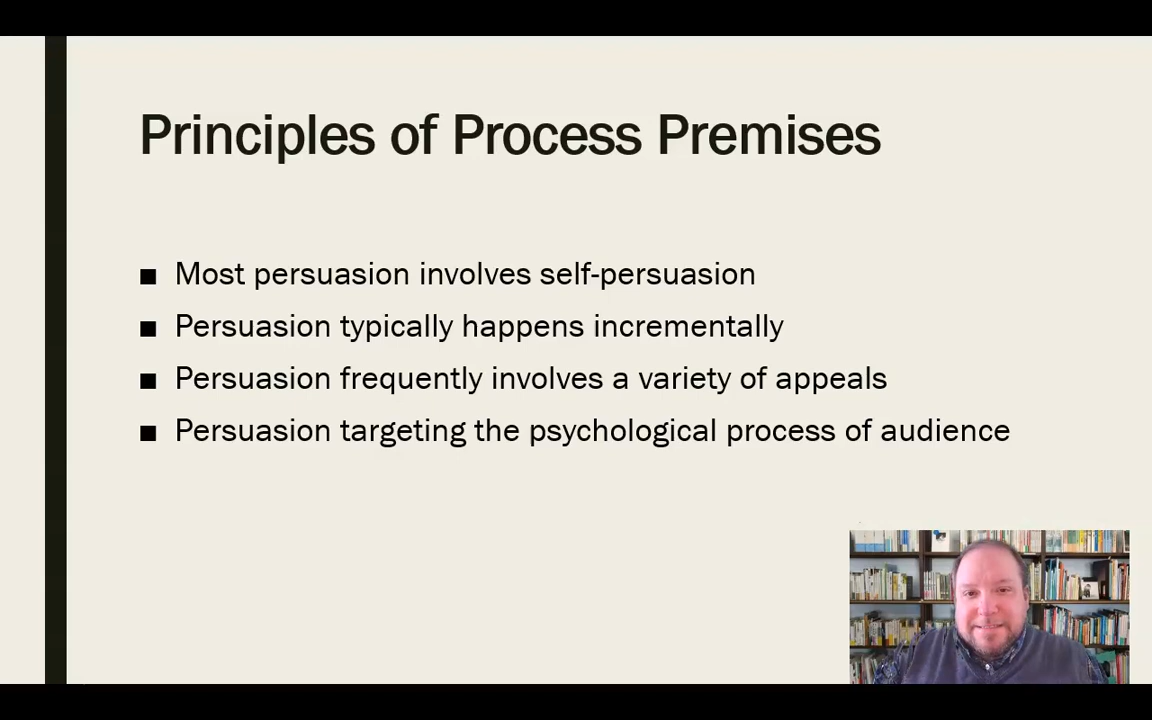 Principles of Process Premises
■ Most persuasion involves self-persuasion
■ Persuasion typically happens incrementally
■ Persuasion frequently involves a variety of appeals
■ Persuasion targeting the psychological process of audience